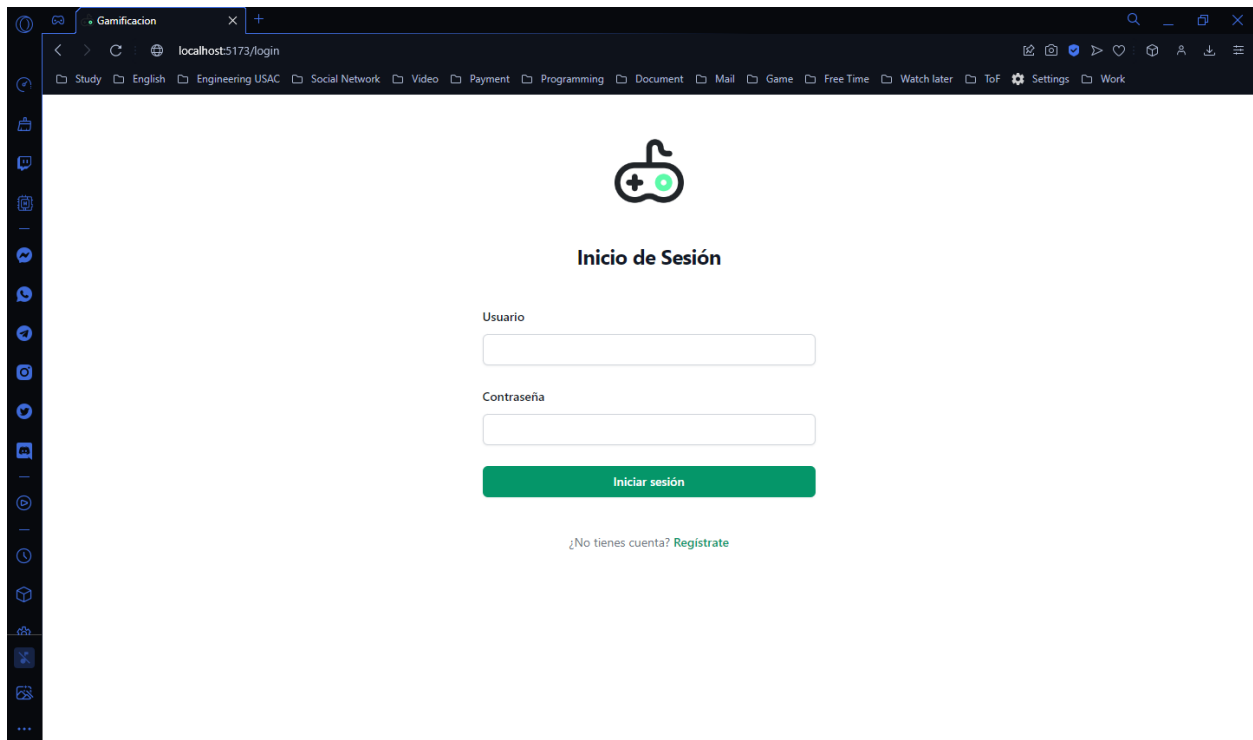 Gamificacion
localhost:5173/login
Study English Engineering USAC Social Network Video Payment Programming Document Mail Game Free Time Watch later ToF Settings Work
Inicio de Sesión
Usuario
Contraseña
Iniciar sesión
¿No tienes cuenta? Regístrate